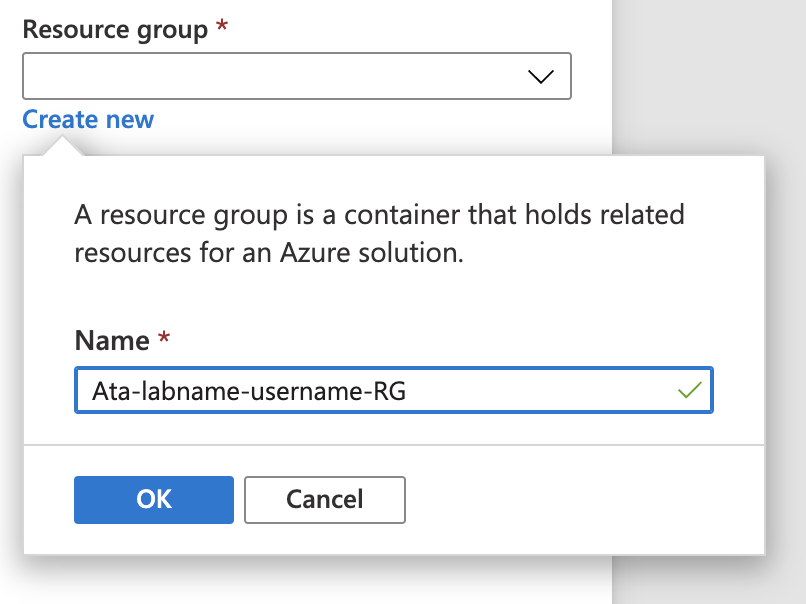 Resource group *
Create new
A resource group is a container that holds related
resources for an Azure solution.
Name *
Ata-labname-username-RG
OK
Cancel